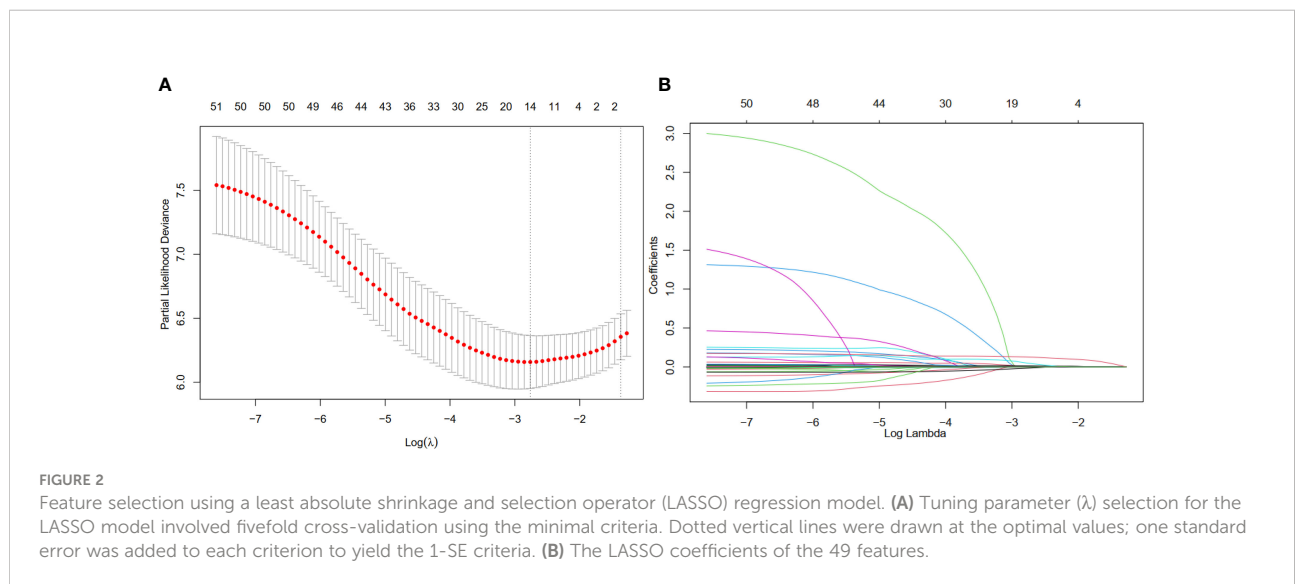 A
51 50 50 50 49 46 44 43 36 33 30 25 20 14 11 4 2 2
7.5
7.0
6.5
6.0
Partial Likelihood Deviance
−7 −6 −5 −4 −3 −2
Log(λ)
B
50 48 44 30 19 4
3.0
2.5
2.0
1.5
1.0
0.5
0.0
Coefficients
−7 −6 −5 −4 −3 −2
Log Lambda
FIGURE 2
Feature selection using a least absolute shrinkage and selection operator (LASSO) regression model. (A) Tuning parameter (λ) selection for the
LASSO model involved fivefold cross-validation using the minimal criteria. Dotted vertical lines were drawn at the optimal values; one standard
error was added to each criterion to yield the 1-SE criteria. (B) The LASSO coefficients of the 49 features.